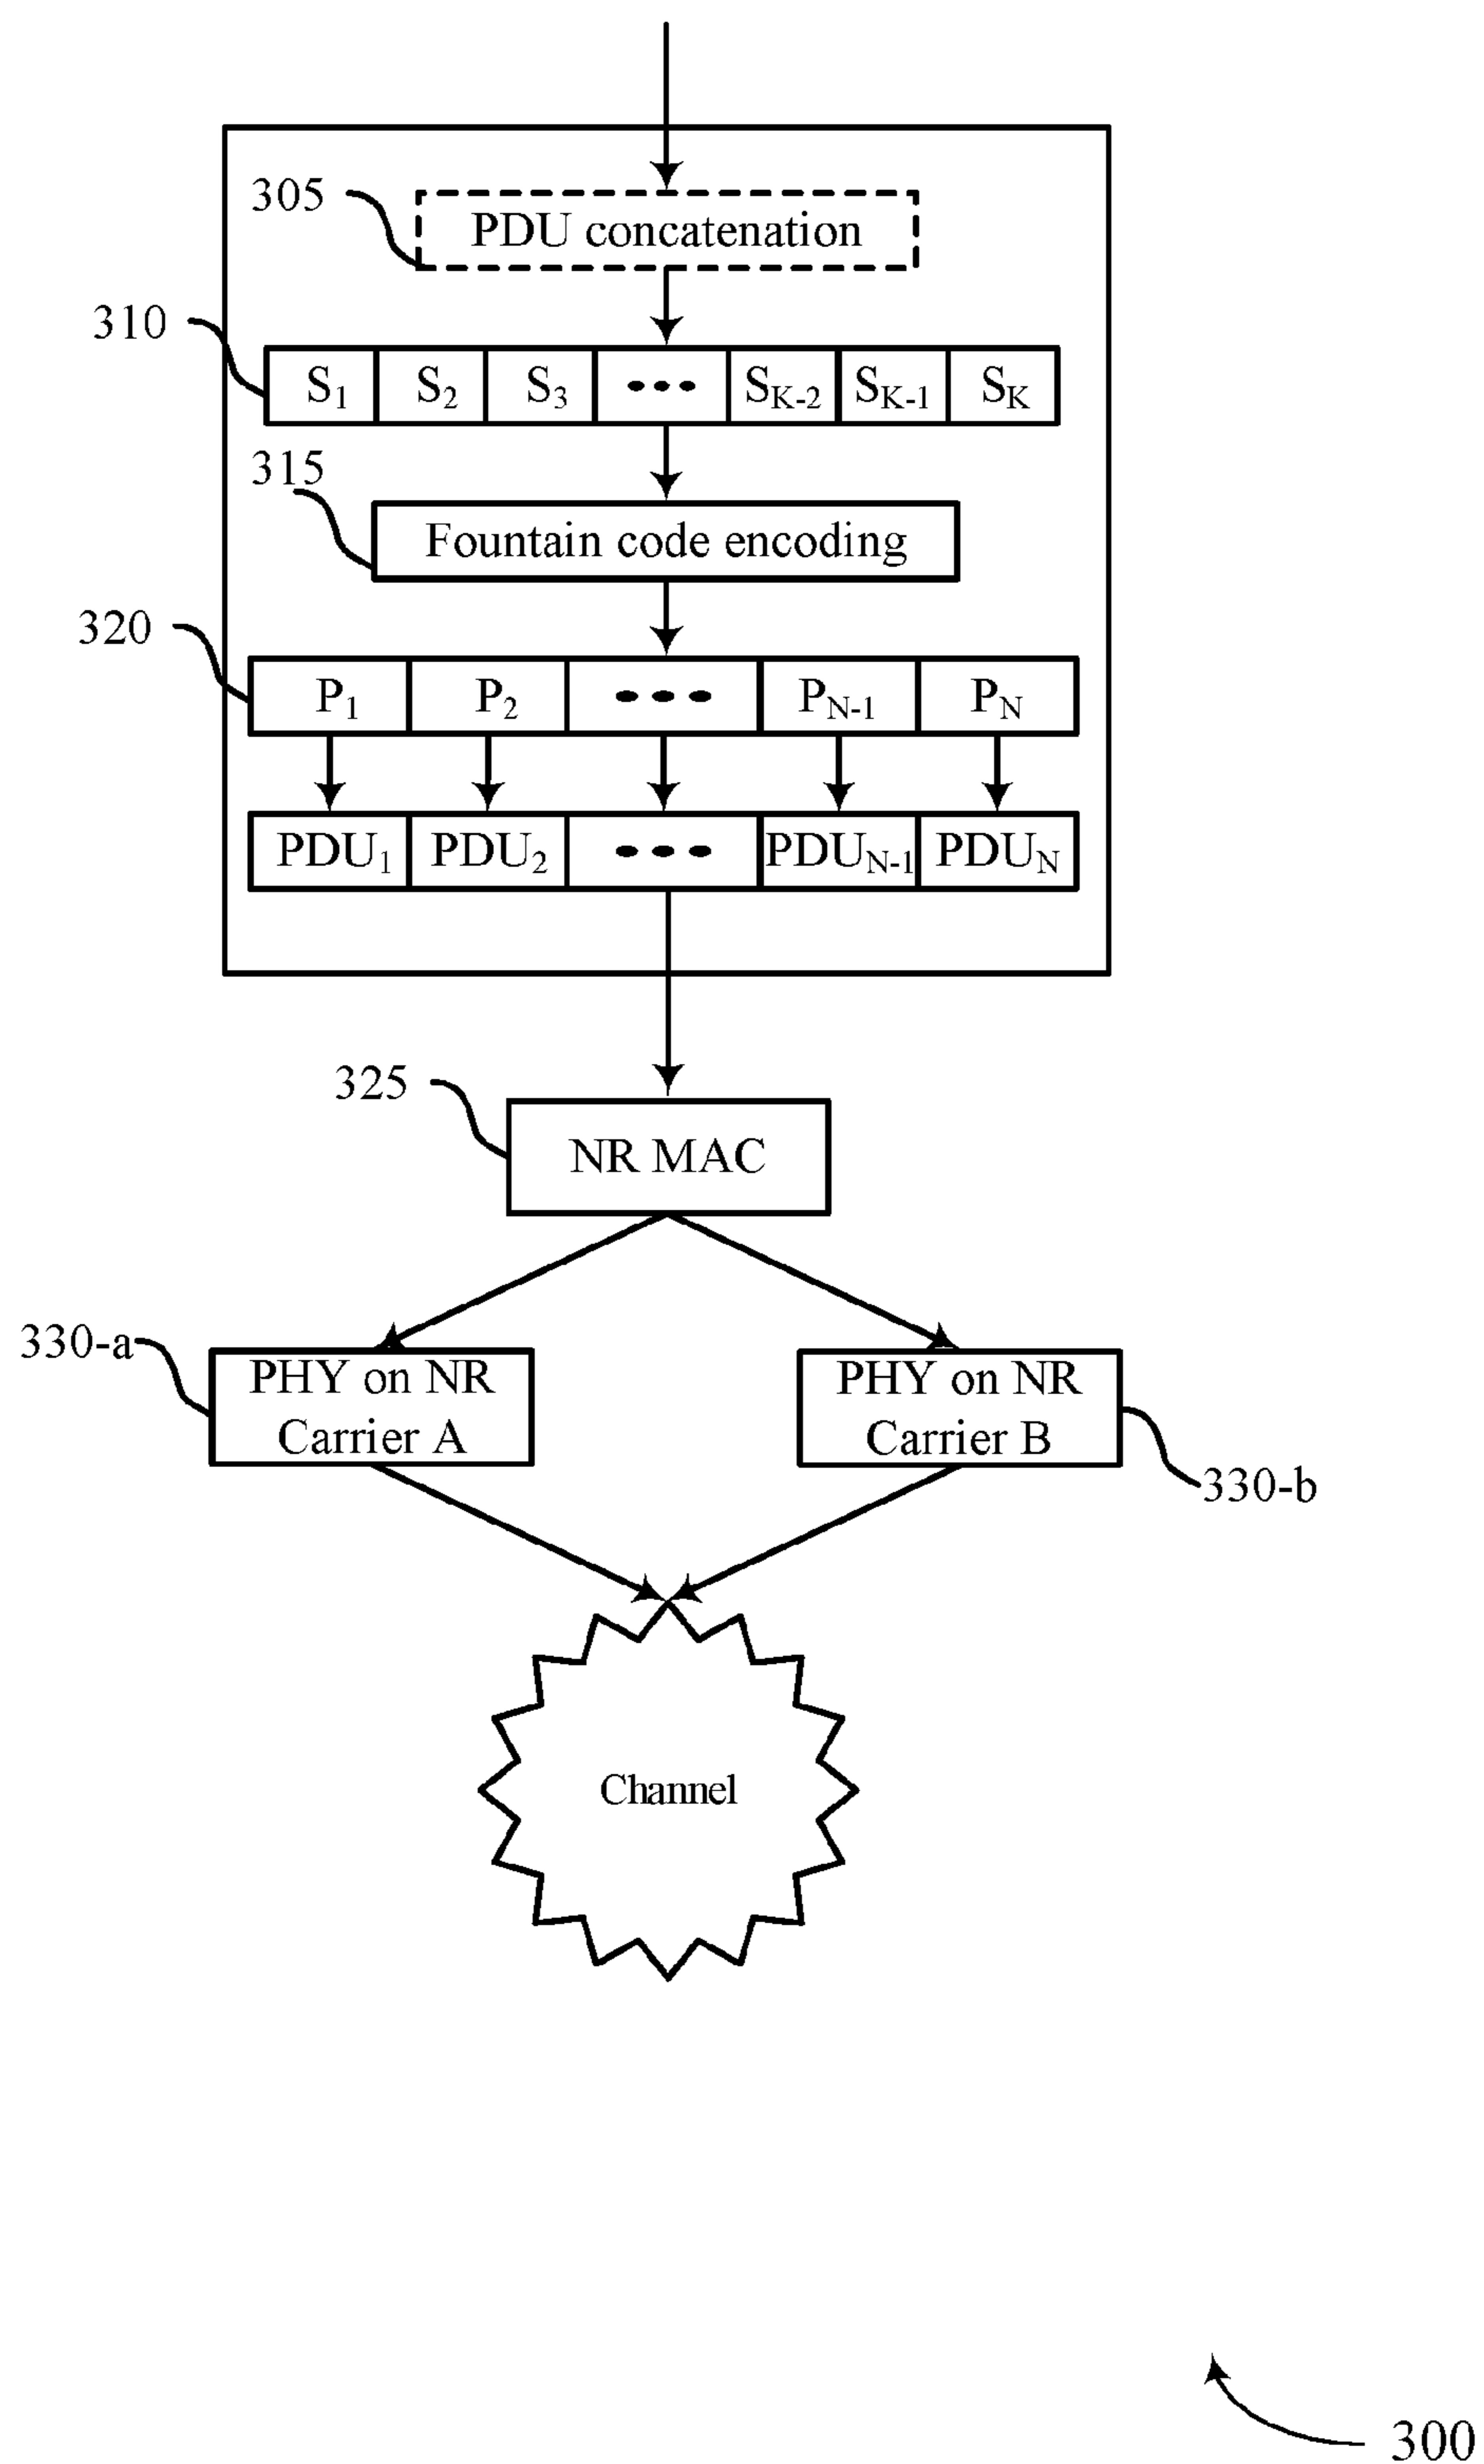 305
PDU concatenation
310
S1 S2 S3 ••• SK-2 SK-1 SK
315
Fountain code encoding
320
P1 P2 ••• PN-1 PN
PDU1 PDU2 ••• PDUN-1 PDUN
325
NR MAC
330-a
PHY on NR
Carrier A
PHY on NR
Carrier B
330-b
Channel
300